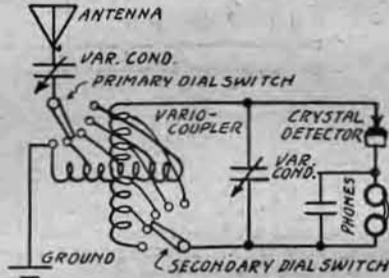 ANTENNA
VAR. COND.
PRIMARY DIAL SWITCH
VARIO-
COUPLER
CRYSTAL
DETECTOR
VAR.
COND.
PHONES
GROUND
SECONDARY DIAL SWITCH